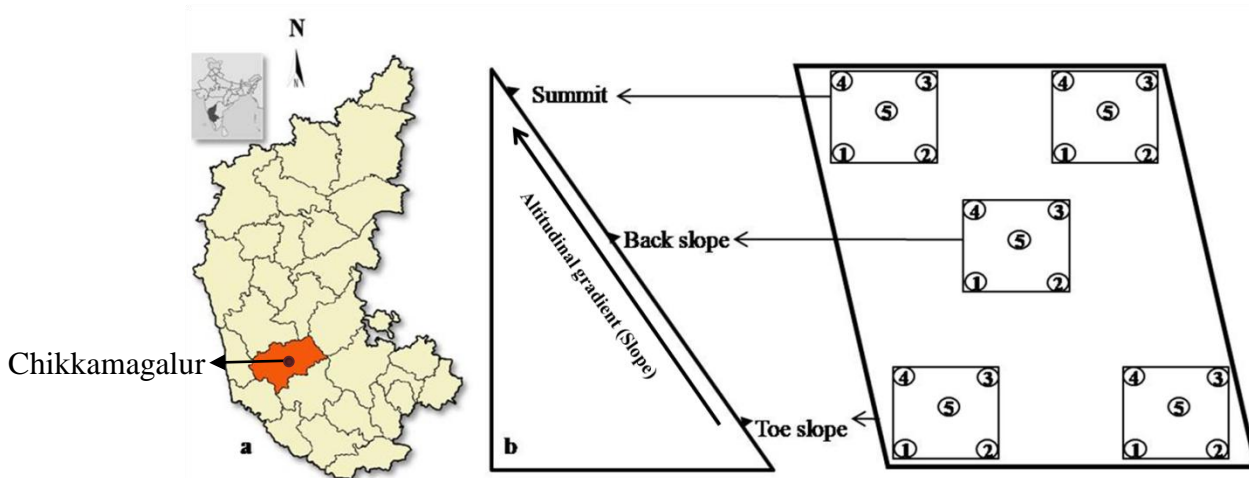 N
N
Chikkamagalur
a
Summit
Back slope
Toe slope
Altitudinal gradient (Slope)
b
4 3 4 3
5 5
1 2 1 2
4 3
5
1 2
4 3 4 3
5 5
1 2 1 2